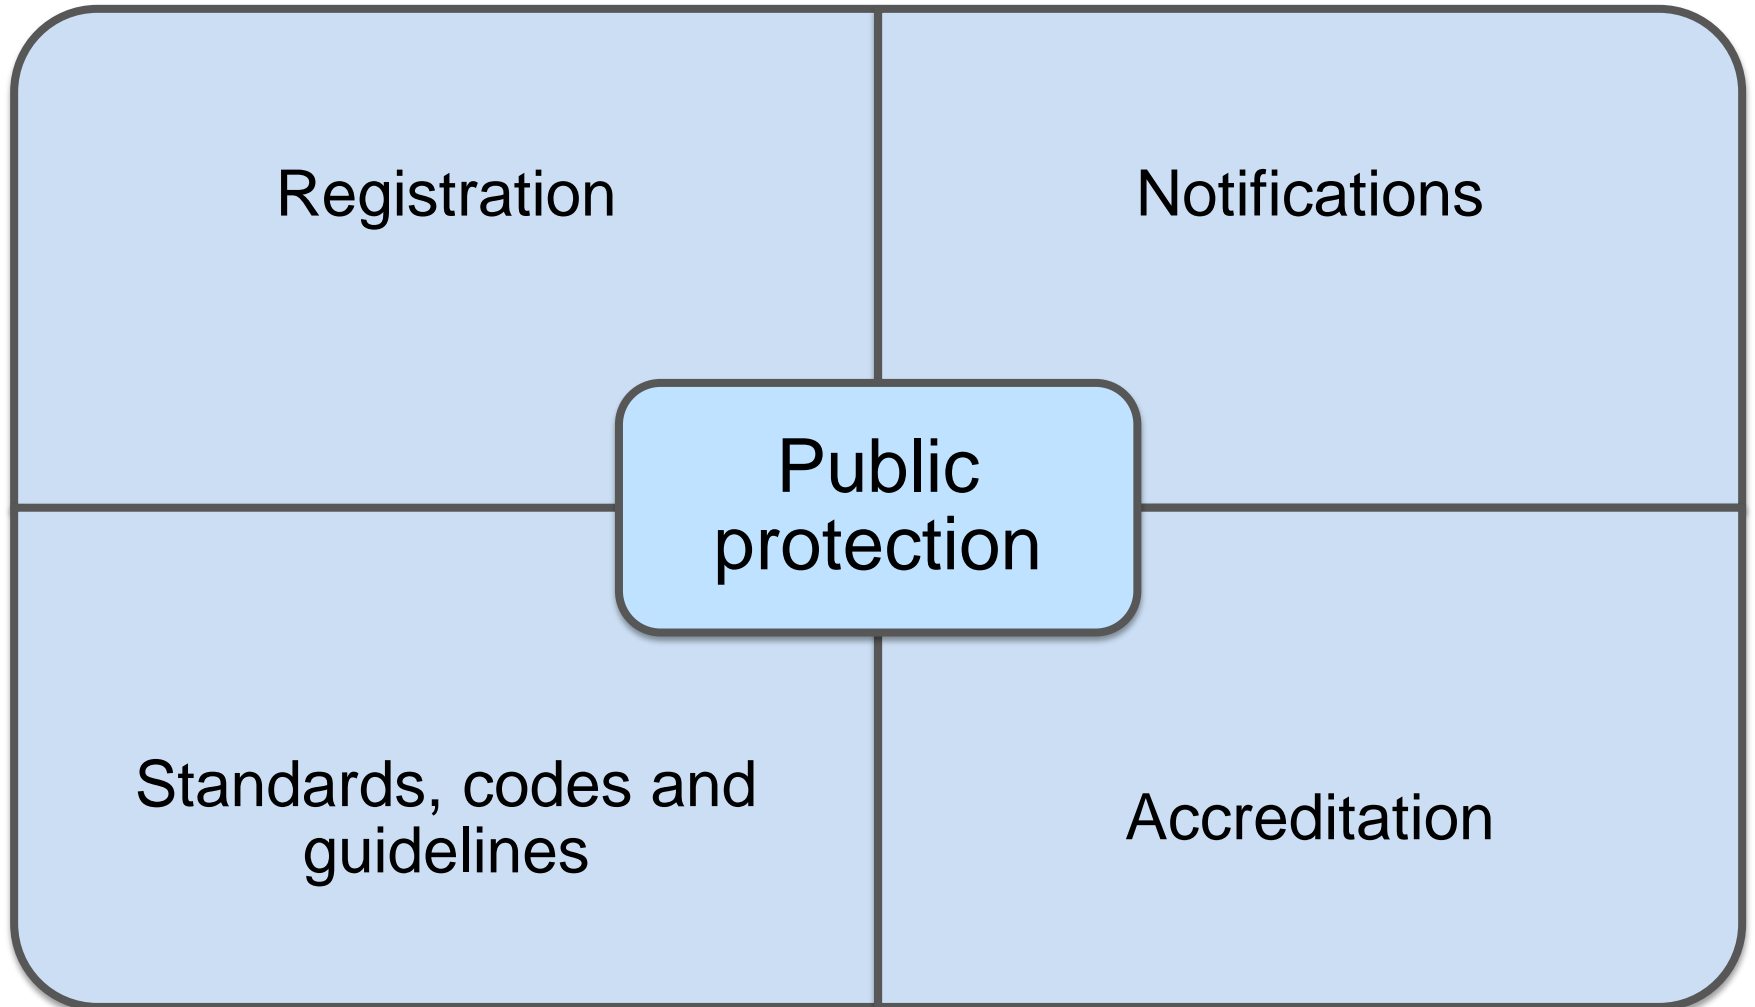 Registration
Notifications
Public
protection
Standards, codes and
guidelines
Accreditation